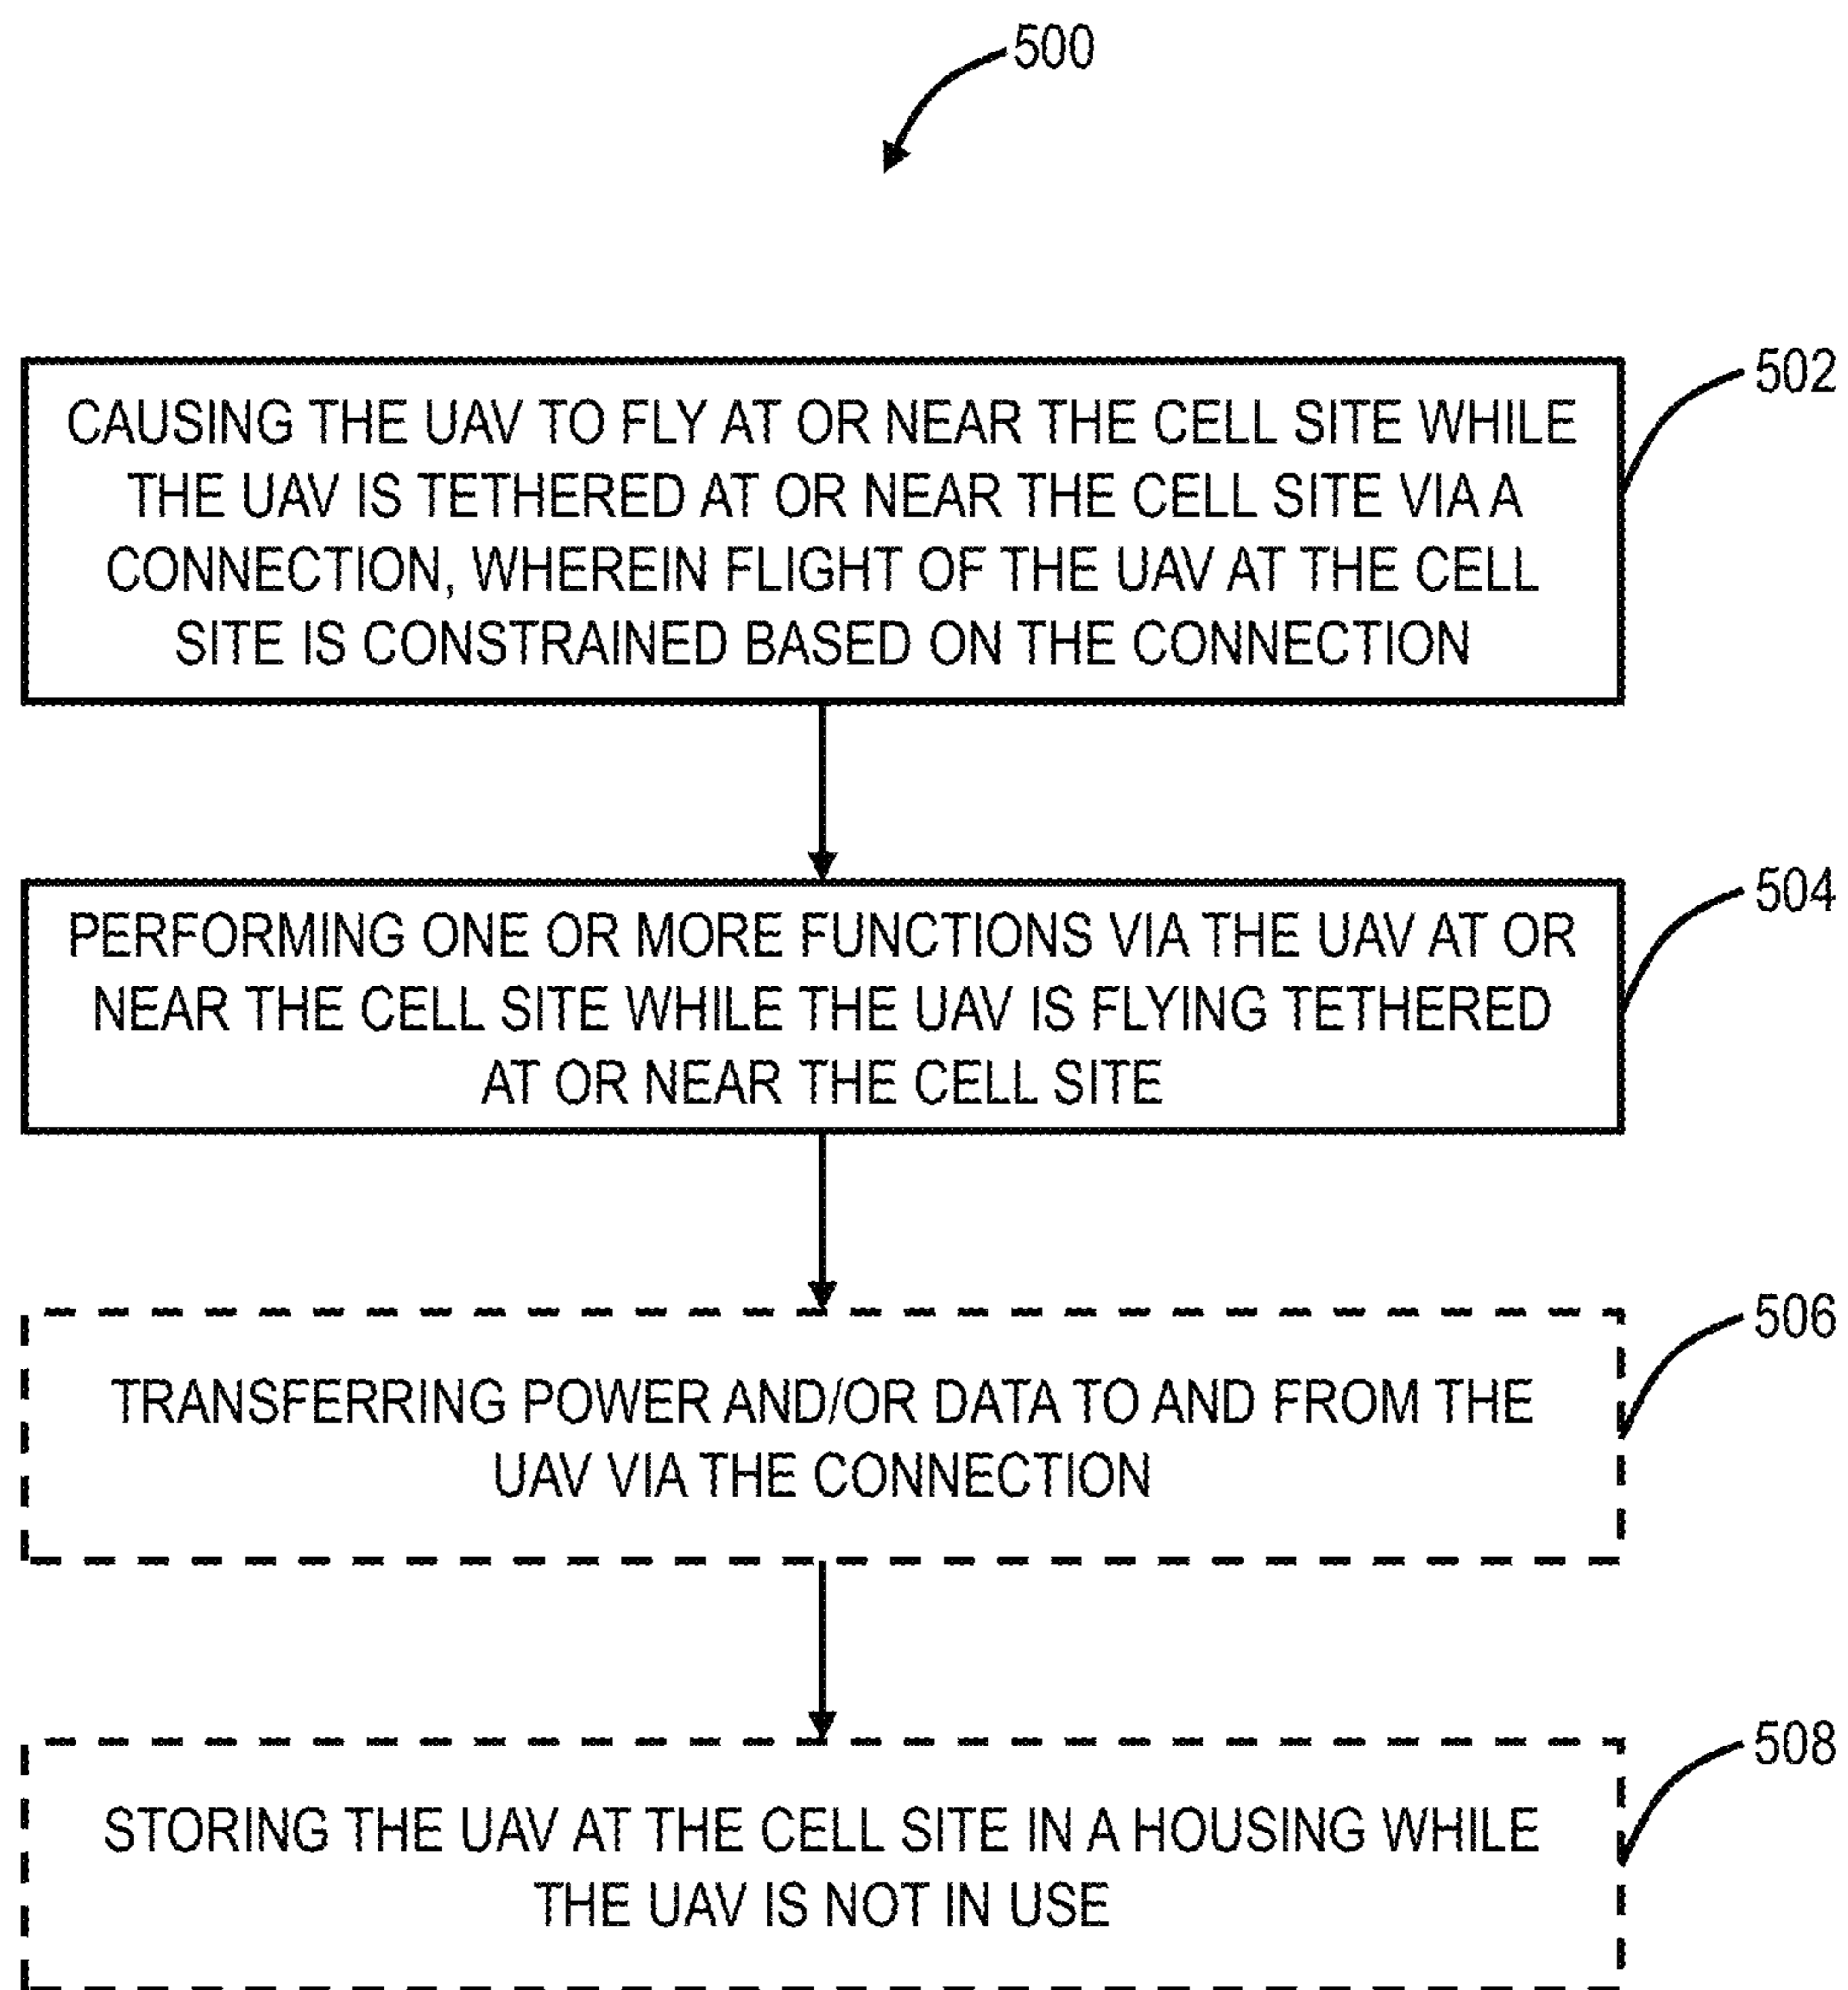 500
502
CAUSING THE UAV TO FLY AT OR NEAR THE CELL SITE WHILE
THE UAV IS TETHERED AT OR NEAR THE CELL SITE VIA A
CONNECTION, WHEREIN FLIGHT OF THE UAV AT THE CELL
SITE IS CONSTRAINED BASED ON THE CONNECTION
504
PERFORMING ONE OR MORE FUNCTIONS VIA THE UAV AT OR
NEAR THE CELL SITE WHILE THE UAV IS FLYING TETHERED
AT OR NEAR THE CELL SITE
506
TRANSFERRING POWER AND/OR DATA TO AND FROM THE
UAV VIA THE CONNECTION
508
STORING THE UAV AT THE CELL SITE IN A HOUSING WHILE
THE UAV IS NOT IN USE